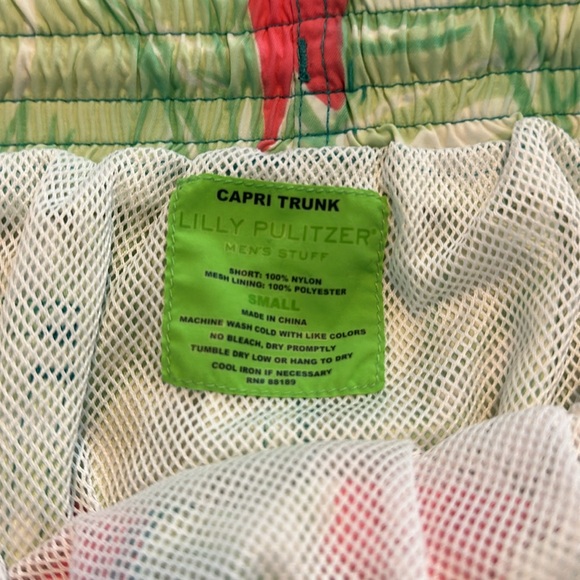 CAPRI TRUNK
LILLY PULITZER®
MEN'S STUFF
SHORT: 100% NYLON
MESH LINING: 100% POLYESTER
SMALL
MADE IN CHINA
MACHINE WASH COLD WITH LIKE COLORS
NO BLEACH, DRY PROMPTLY
TUMBLE DRY LOW OR HANG TO DRY
COOL IRON IF NECESSARY
RN# 80189